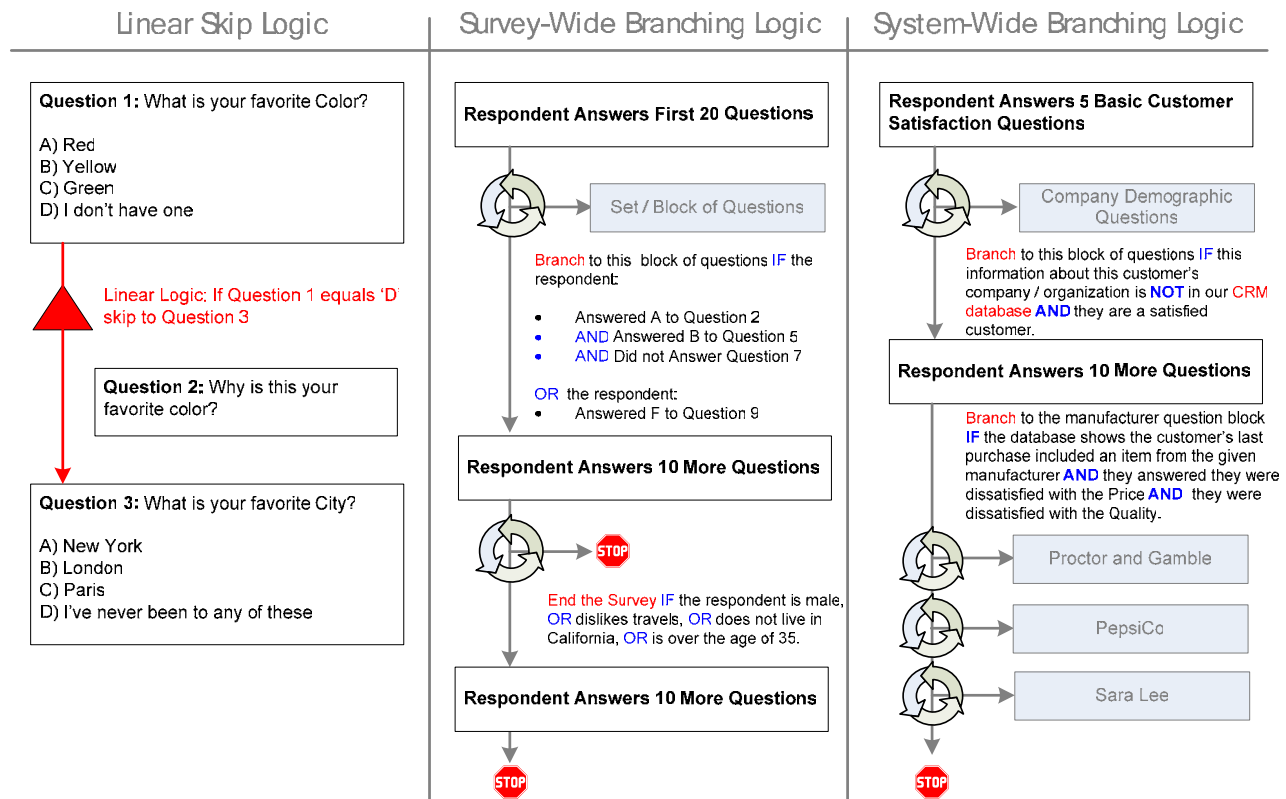 Linear Skip Logic
Question 1: What is your favorite Color?
A) Red
B) Yellow
C) Green
D) I don't have one
Linear Logic: If Question 1 equals ‘D’
skip to Question 3
Question 2: Why is this your
favorite color?
Question 3: What is your favorite City?
A) New York
B) London
C) Paris
D) I've never been to any of these
Survey-Wide Branching Logic
Respondent Answers First 20 Questions
Set / Block of Questions
Branch to this block of questions IF the
respondent:
• Answered A to Question 2
• AND Answered B to Question 5
• AND Did not Answer Question 7
OR the respondent:
• Answered F to Question 9
Respondent Answers 10 More Questions
STOP
End the Survey IF the respondent is male,
OR dislikes travels, OR does not live in
California, OR is over the age of 35.
Respondent Answers 10 More Questions
STOP
System-Wide Branching Logic
Respondent Answers 5 Basic Customer
Satisfaction Questions
Company Demographic
Questions
Branch to this block of questions IF this
information about this customer's
company / organization is NOT in our CRM
database AND they are a satisfied
customer.
Respondent Answers 10 More Questions
Branch to the manufacturer question block
IF the database shows the customer's last
purchase included an item from the given
manufacturer AND they answered they were
dissatisfied with the Price AND they were
dissatisfied with the Quality.
Proctor and Gamble
PepsiCo
Sara Lee
STOP